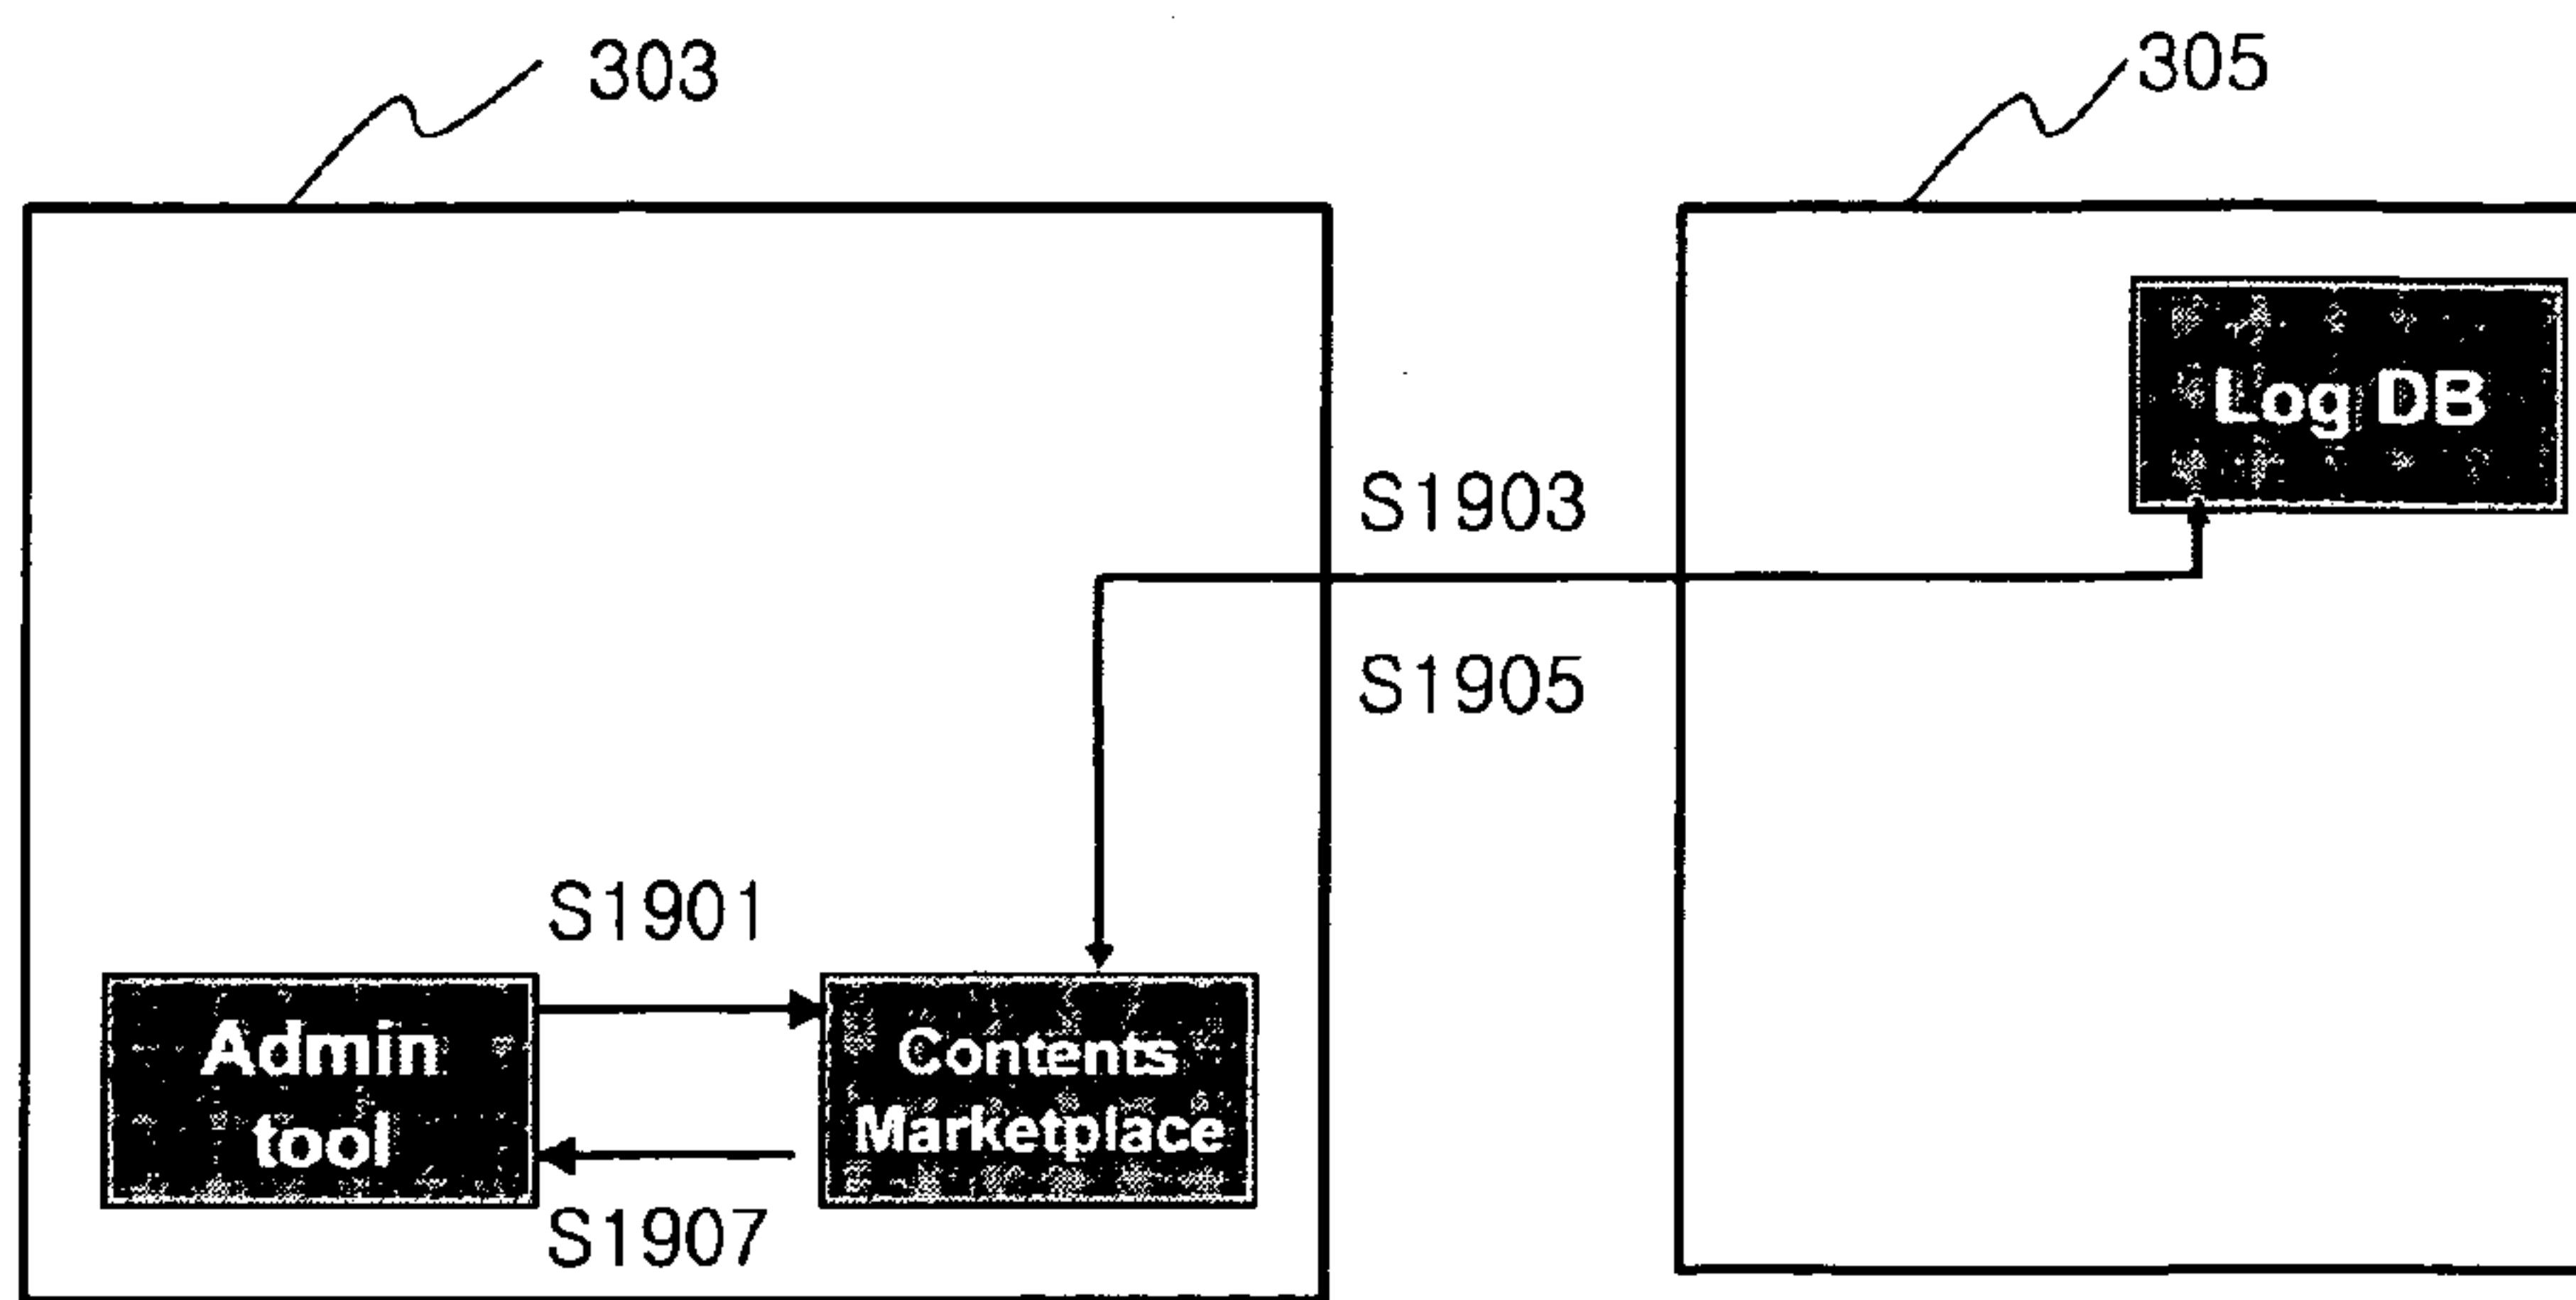 303
305
Log DB
S1903
S1905
S1901
Admin
tool
Contents
Marketplace
S1907